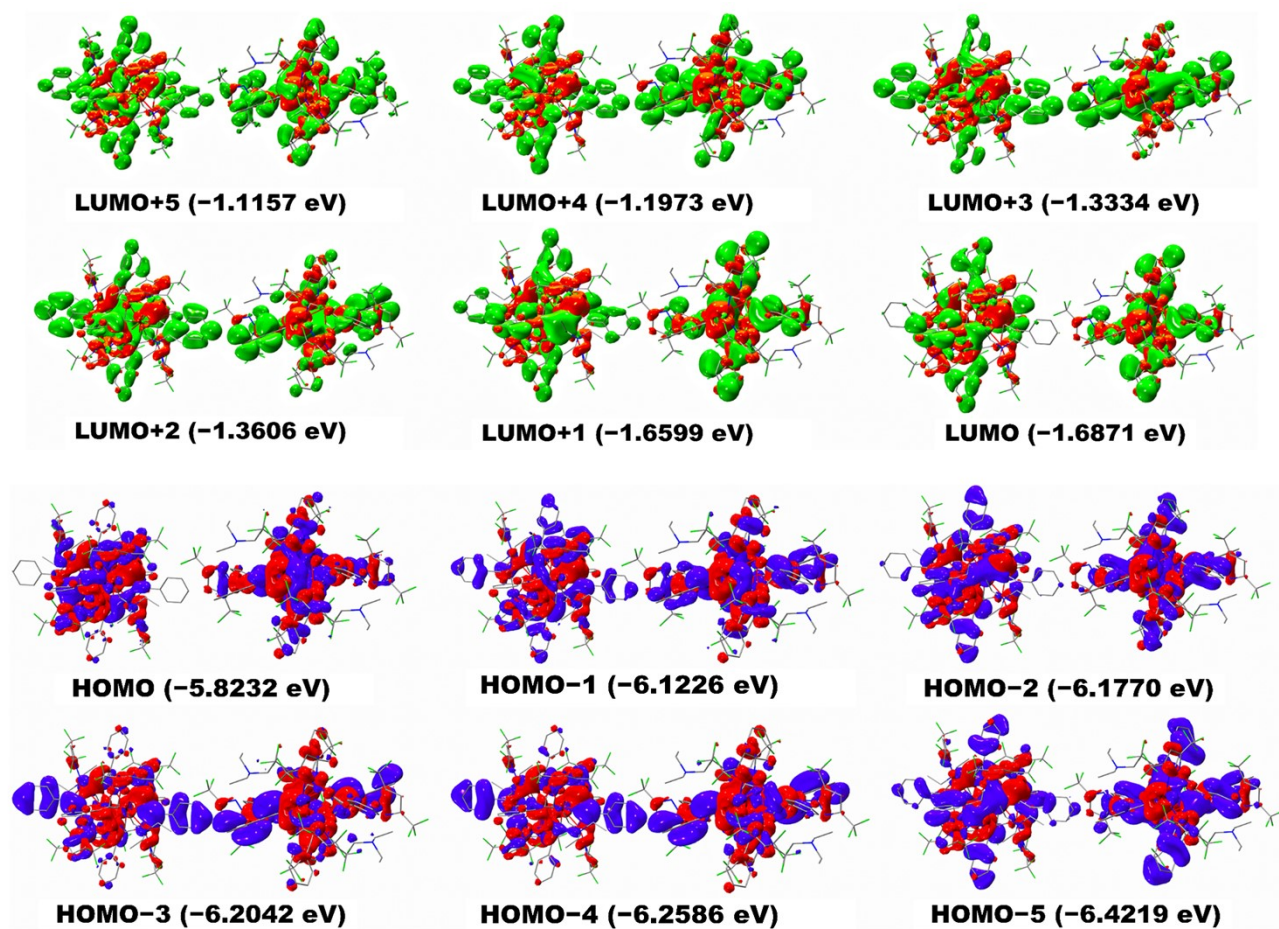 LUMO+5 (−1.1157 eV) LUMO+4 (−1.1973 eV) LUMO+3 (−1.3334 eV)
LUMO+2 (−1.3606 eV) LUMO+1 (−1.6599 eV) LUMO (−1.6871 eV)
HOMO (−5.8232 eV) HOMO−1 (−6.1226 eV) HOMO−2 (−6.1770 eV)
HOMO−3 (−6.2042 eV) HOMO−4 (−6.2586 eV) HOMO−5 (−6.4219 eV)